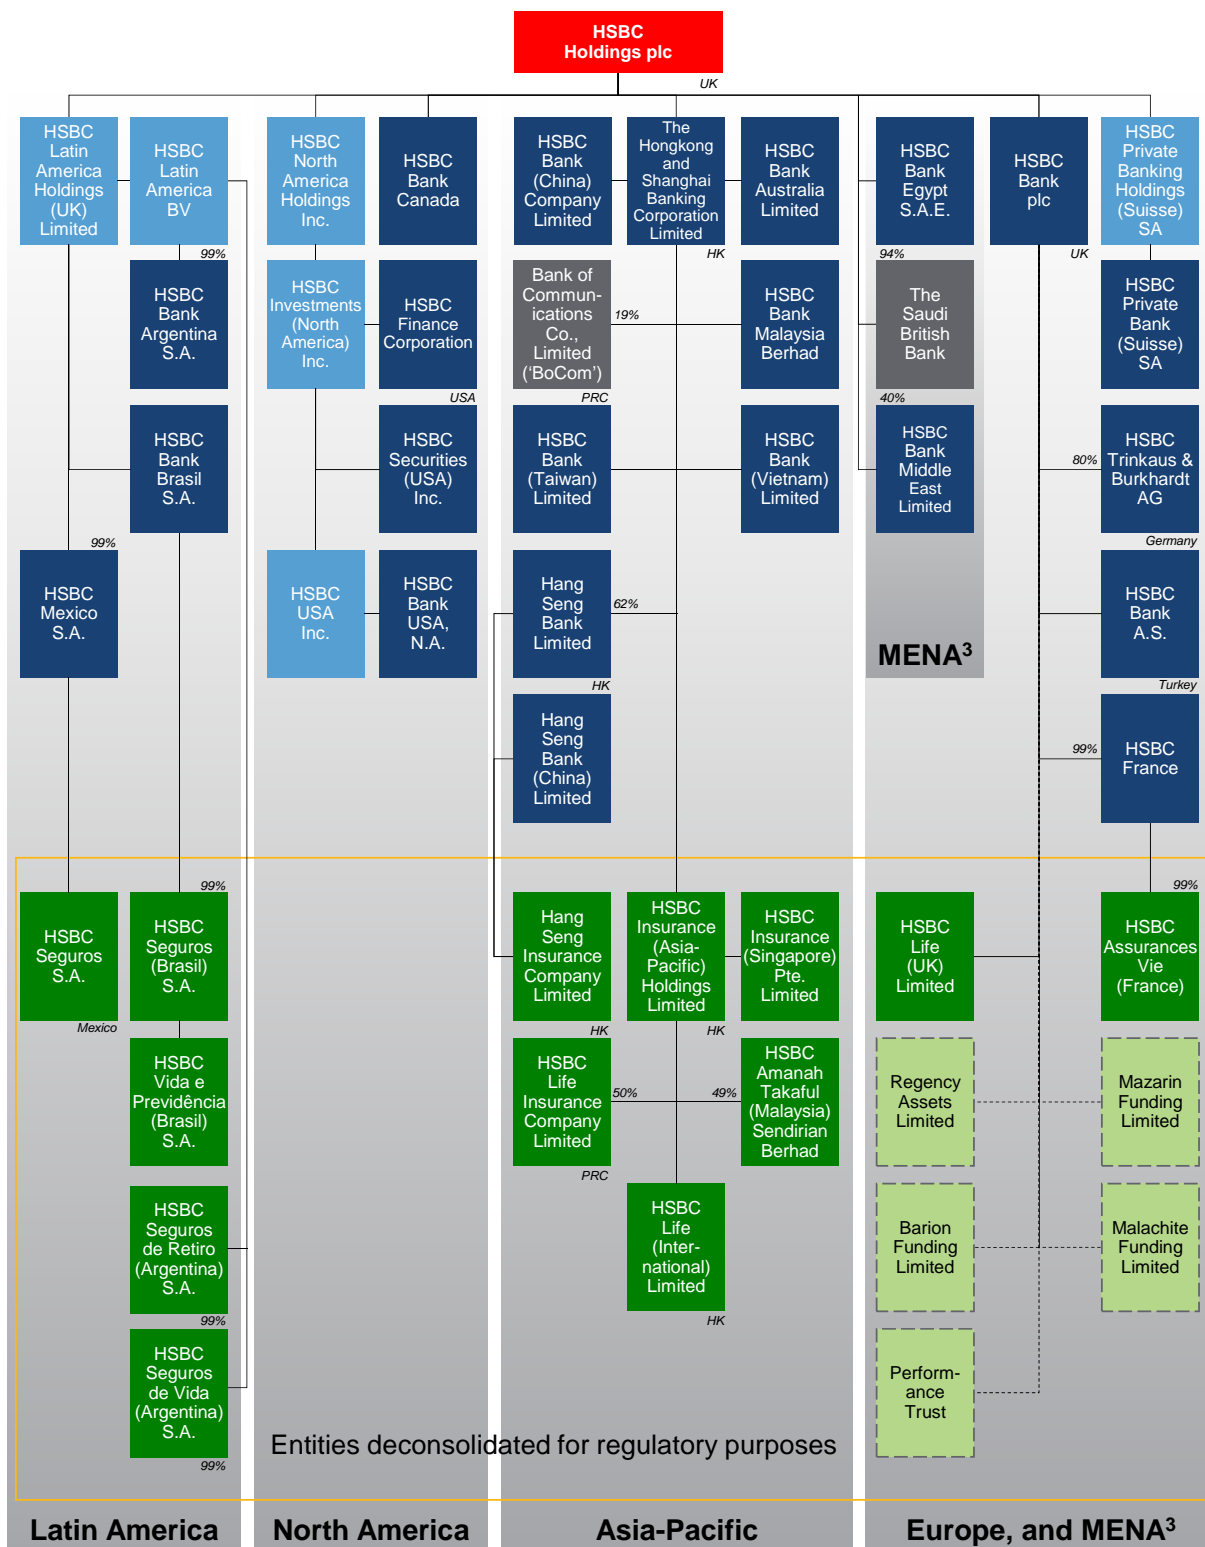 HSBC
Holdings plc
UK
HSBC
Latin
America
Holdings
(UK)
Limited
HSBC
Latin
America
BV
HSBC
North
America
Holdings
Inc.
HSBC
Bank
Canada
HSBC
Bank
(China)
Company
Limited
The
Hongkong
and
Shanghai
Banking
Corporation
Limited
HSBC
Bank
Australia
Limited
HSBC
Bank
Egypt
S.A.E.
HSBC
Bank
plc
HSBC
Private
Banking
Holdings
(Suisse)
SA
99%
HK
94%
UK
HSBC
Bank
Argentina
S.A.
HSBC
Investments
(North
America)
Inc.
HSBC
Finance
Corporation
Bank of
Commun-
ications
Co.,
Limited
(‘BoCom’)
19%
HSBC
Bank
Malaysia
Berhad
The
Saudi
British
Bank
HSBC
Private
Bank
(Suisse)
SA
USA
PRC
40%
HSBC
Bank
Brasil
S.A.
HSBC
Securities
(USA)
Inc.
HSBC
Bank
(Taiwan)
Limited
HSBC
Bank
(Vietnam)
Limited
HSBC
Bank
Middle
East
Limited
80%
HSBC
Trinkaus &
Burkhardt
AG
99%
Germany
HSBC
Mexico
S.A.
HSBC
USA
Inc.
HSBC
Bank
USA,
N.A.
Hang
Seng
Bank
Limited
62%
MENA³
HSBC
Bank
A.S.
HK
Turkey
Hang
Seng
Bank
(China)
Limited
99%
HSBC
France
99%
99%
HSBC
Seguros
S.A.
HSBC
Seguros
(Brasil)
S.A.
Hang
Seng
Insurance
Company
Limited
HSBC
Insurance
(Asia-
Pacific)
Holdings
Limited
HSBC
Insurance
(Singapore)
Pte.
Limited
HSBC
Life
(UK)
Limited
HSBC
Assurances
Vie
(France)
Mexico
HK
HK
HSBC
Vida e
Previdência
(Brasil)
S.A.
HSBC
Life
Insurance
Company
Limited
50%
49%
HSBC
Amanah
Takaful
(Malaysia)
Sendirian
Berhad
Regency
Assets
Limited
Mazarin
Funding
Limited
PRC
HSBC
Seguros
de Retiro
(Argentina)
S.A.
HSBC
Life
(Inter-
national)
Limited
Barion
Funding
Limited
Malachite
Funding
Limited
99%
HK
HSBC
Seguros
de Vida
(Argentina)
S.A.
Perform-
ance
Trust
Entities deconsolidated for regulatory purposes
99%
Latin America
North America
Asia-Pacific
Europe, and MENA³